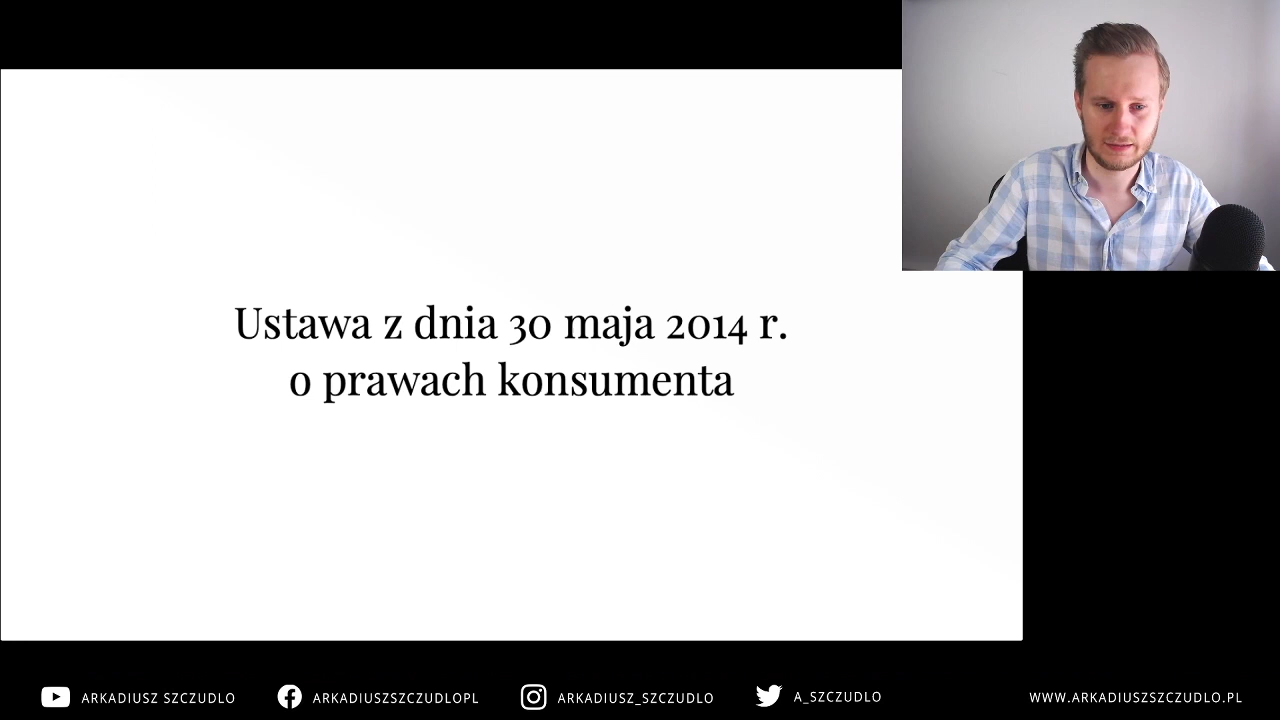 Ustawa z dnia 30 maja 2014 r.
o prawach konsumenta
ARKADIUSZ SZCZUDLO
ARKADIUSZSZCZUDLOPL
ARKADIUSZ_SZCZUDLO
A_SZCZUDLO
WWW.ARKADIUSZSZCZUDLO.PL